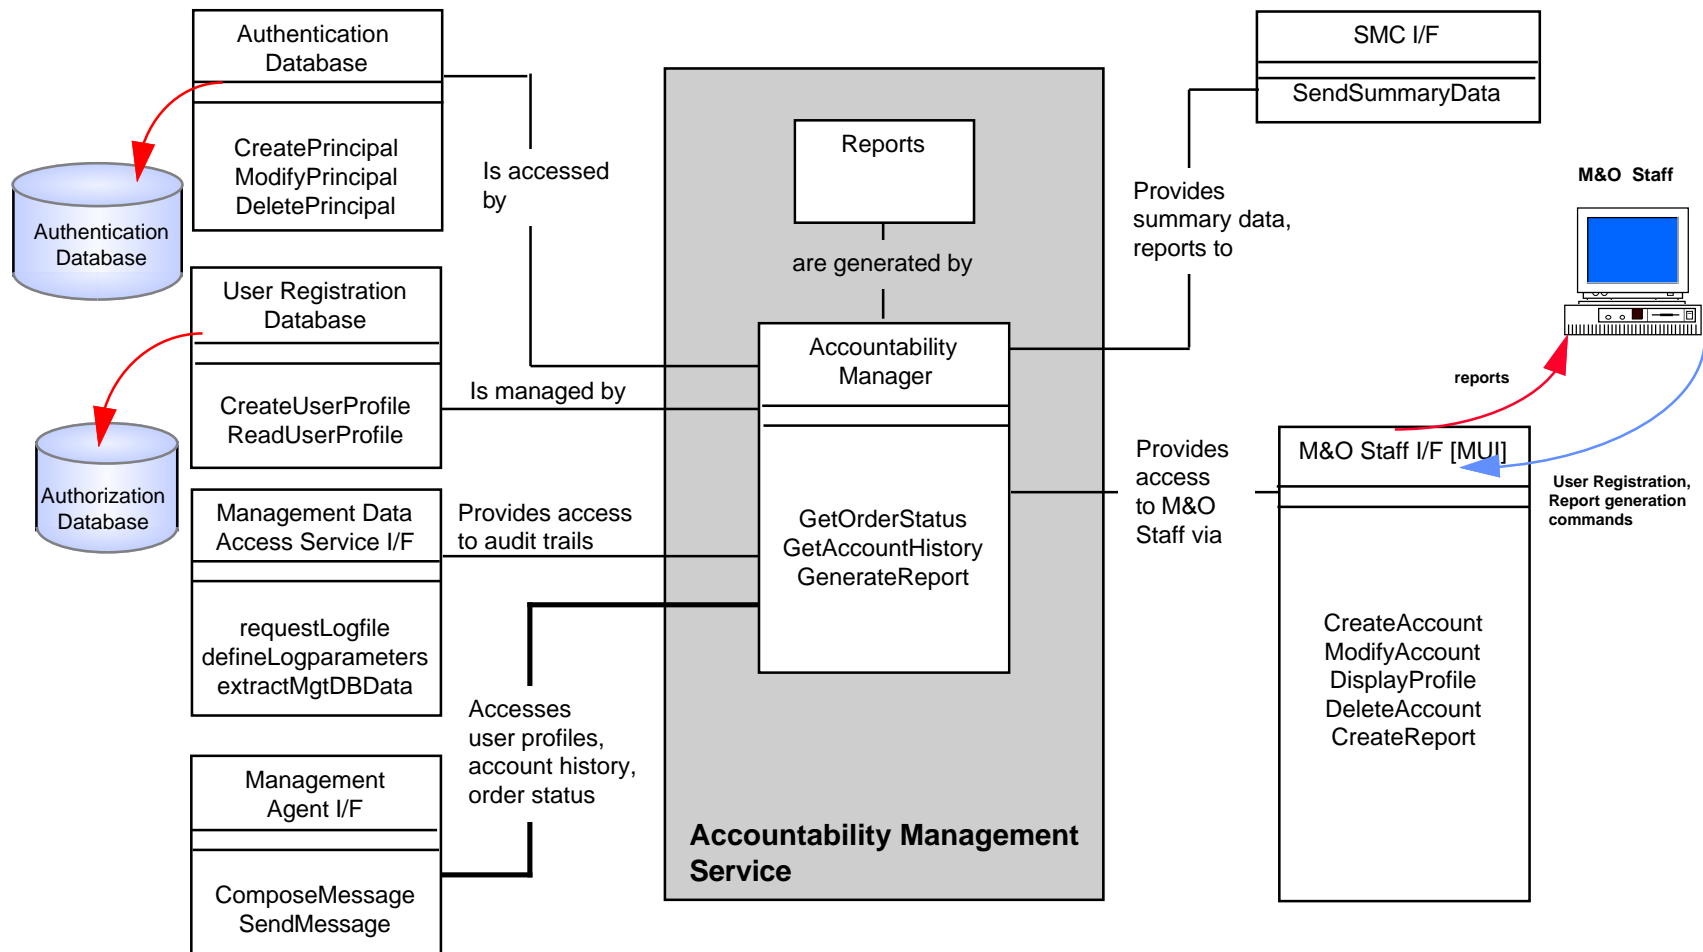 Authentication
Database
CreatePrincipal
ModifyPrincipal
DeletePrincipal
Authentication
Database
User Registration
Database
CreateUserProfile
ReadUserProfile
Authorization
Database
Management Data
Access Service I/F
requestLogfile
defineLogparameters
extractMgtDBData
Management
Agent I/F
ComposeMessage
SendMessage
Is accessed
by
Is managed by
Provides access
to audit trails
Accesses
user profiles,
account history,
order status
Reports
are generated by
Accountability
Manager
GetOrderStatus
GetAccountHistory
GenerateReport
Accountability Management
Service
Provides
summary data,
reports to
Provides
access
to M&O
Staff via
SMC I/F
SendSummaryData
M&O Staff
reports
M&O Staff I/F [MUI]
User Registration,
Report generation
commands
CreateAccount
ModifyAccount
DisplayProfile
DeleteAccount
CreateReport